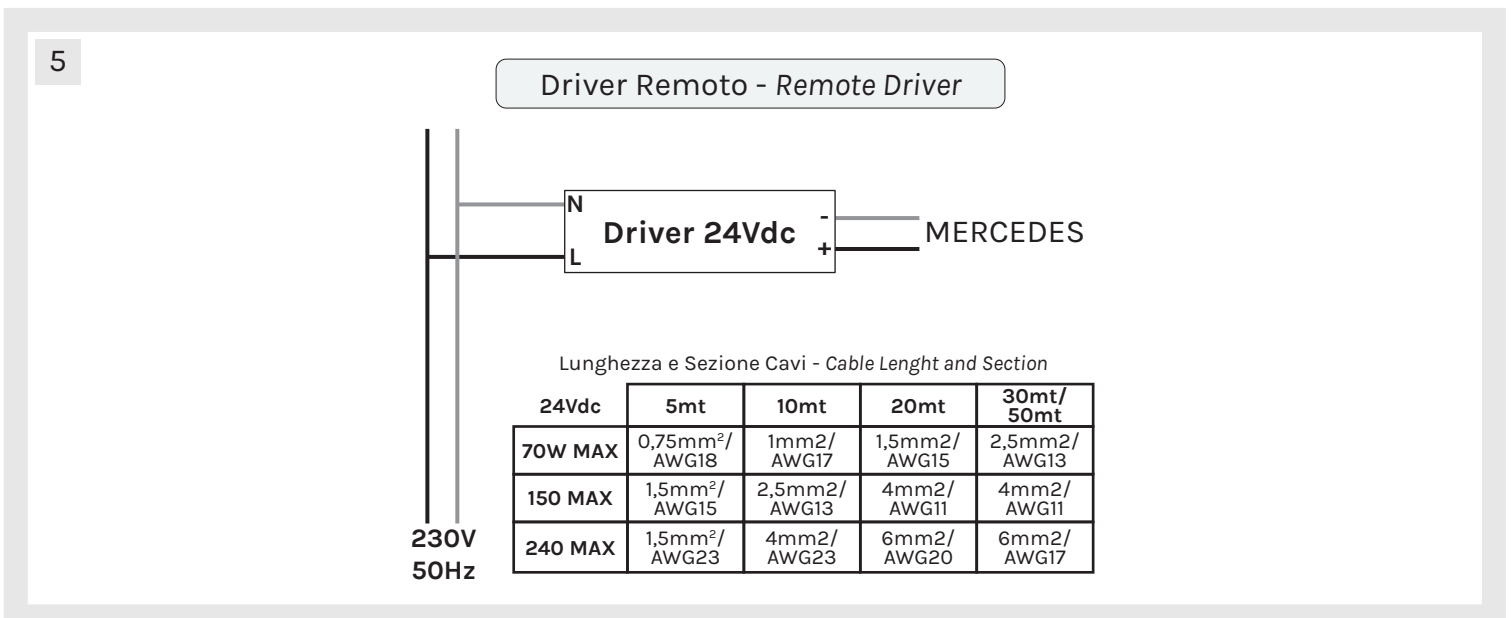 5
Driver Remoto - Remote Driver
N
Driver 24Vdc
-
MERCEDES
L
+
Lunghezza e Sezione Cavi - Cable Lenght and Section
24Vdc 5mt 10mt 20mt 30mt/
50mt
70W MAX 0,75mm²/ 1mm2/ 1,5mm2/ 2,5mm2/
AWG18 AWG17 AWG15 AWG13
150 MAX 1,5mm²/ 2,5mm2/ 4mm2/ 4mm2/
AWG15 AWG13 AWG11 AWG11
240 MAX 1,5mm²/ 4mm2/ 6mm2/ 6mm2/
AWG23 AWG23 AWG20 AWG17
230V
50Hz